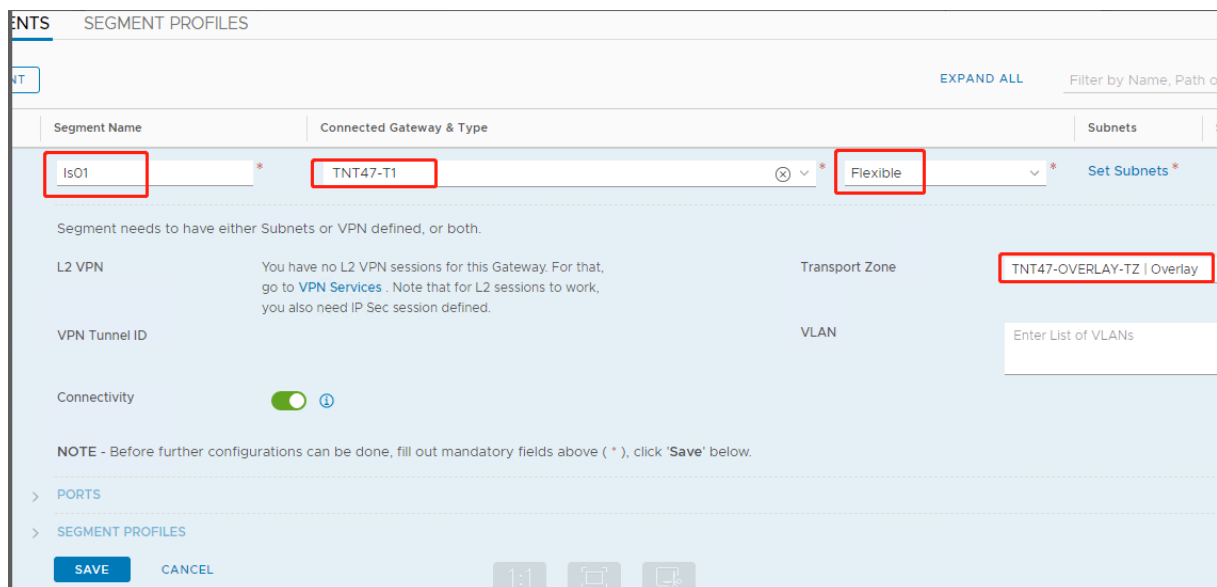 ENTS SEGMENT PROFILES
NT EXPAND ALL Filter by Name, Path o
Segment Name Connected Gateway & Type Subnets
ls01 * TNT47-T1 * Flexible * Set Subnets *
Segment needs to have either Subnets or VPN defined, or both.
L2 VPN You have no L2 VPN sessions for this Gateway. For that, Transport Zone TNT47-OVERLAY-TZ | Overlay
go to VPN Services . Note that for L2 sessions to work,
you also need IP Sec session defined.
VPN Tunnel ID VLAN Enter List of VLANs
Connectivity
NOTE - Before further configurations can be done, fill out mandatory fields above ( * ), click 'Save' below.
PORTS
SEGMENT PROFILES
SAVE CANCEL
1:1